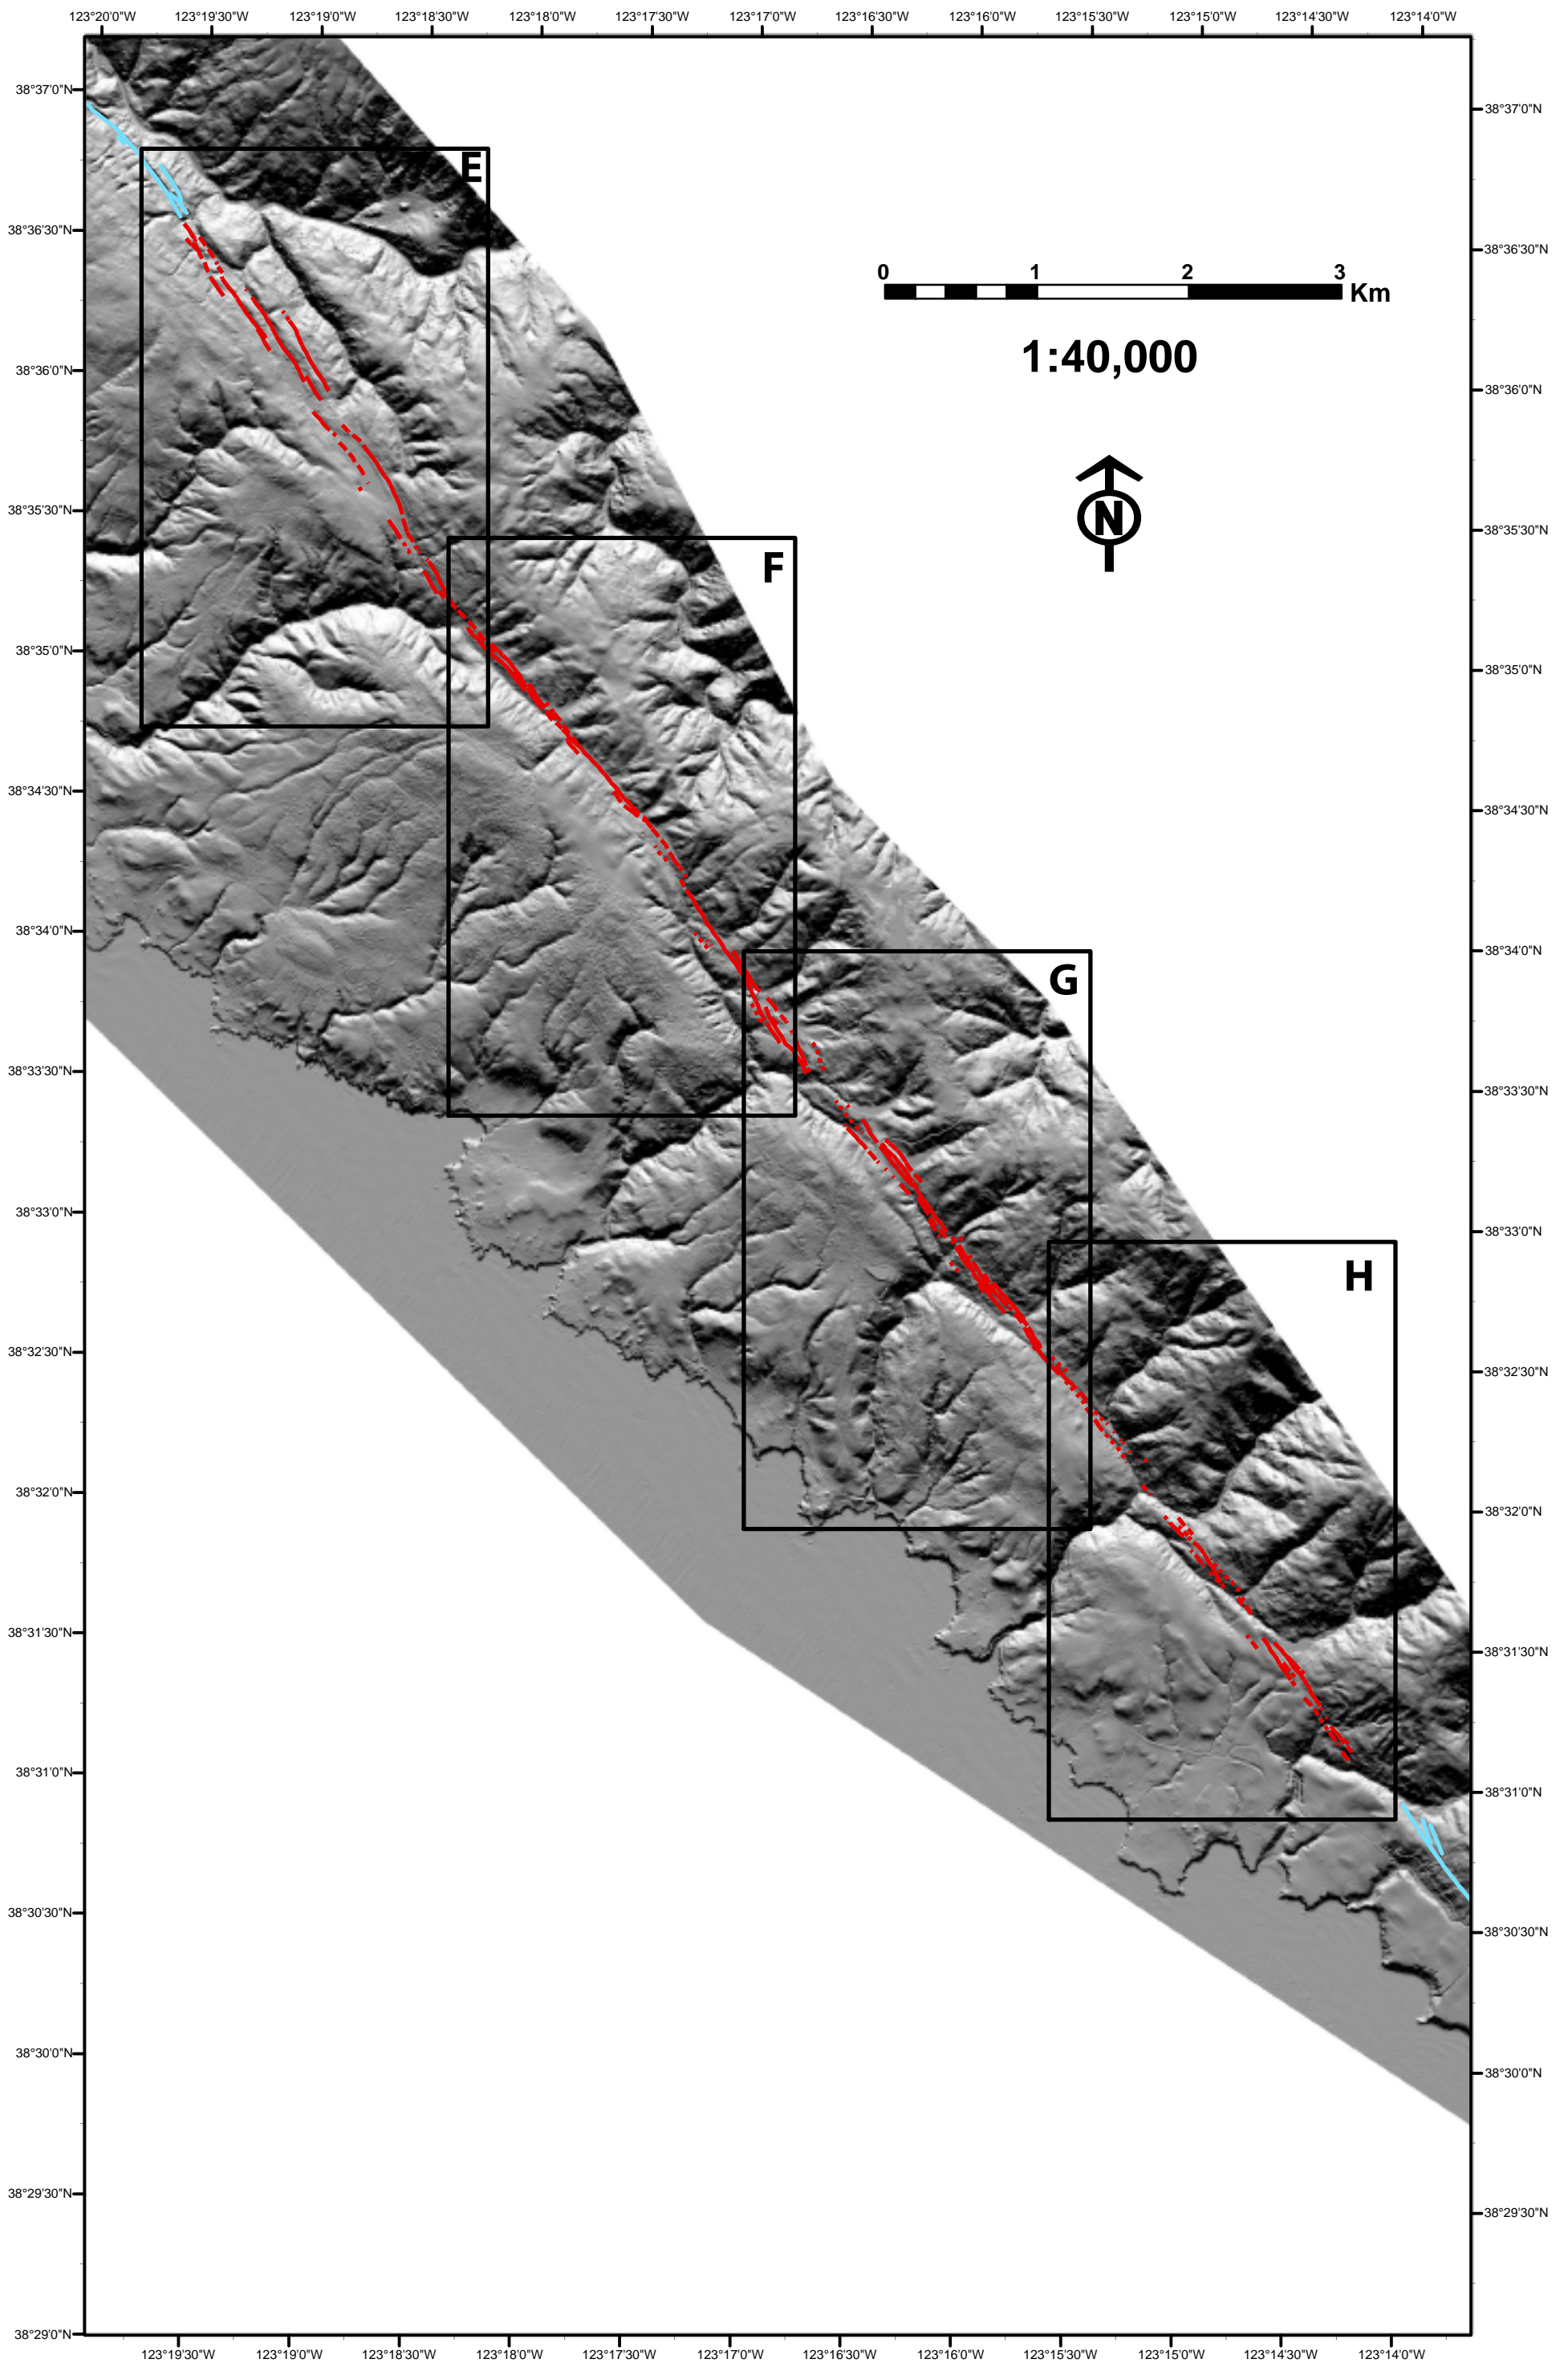 123°20'0"W 123°19'30"W 123°19'0"W 123°18'30"W 123°18'0"W 123°17'30"W 123°17'0"W 123°16'30"W 123°16'0"W 123°15'30"W 123°15'0"W 123°14'30"W 123°14'0"W
38°37'0"N 38°37'0"N
E
38°36'30"N 38°36'30"N
0 1 2 3
Km
1:40,000
38°36'0"N 38°36'0"N
N
38°35'30"N 38°35'30"N
F
38°35'0"N 38°35'0"N
38°34'30"N 38°34'30"N
38°34'0"N 38°34'0"N
G
38°33'30"N 38°33'30"N
38°33'0"N 38°33'0"N
H
38°32'30"N 38°32'30"N
38°32'0"N 38°32'0"N
38°31'30"N 38°31'30"N
38°31'0"N 38°31'0"N
38°30'30"N 38°30'30"N
38°30'0"N 38°30'0"N
38°29'30"N 38°29'30"N
38°29'0"N
123°19'30"W 123°19'0"W 123°18'30"W 123°18'0"W 123°17'30"W 123°17'0"W 123°16'30"W 123°16'0"W 123°15'30"W 123°15'0"W 123°14'30"W 123°14'0"W